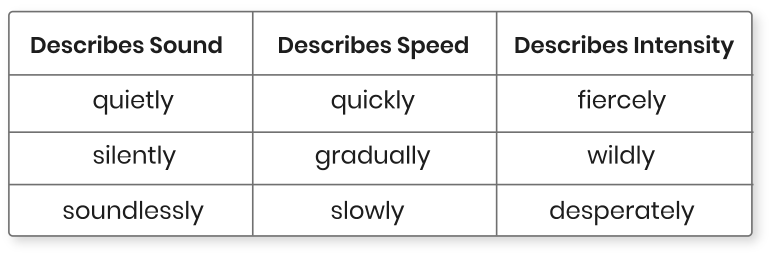 Describes Sound Describes Speed Describes Intensity
quietly quickly fiercely
silently gradually wildly
soundlessly slowly desperately